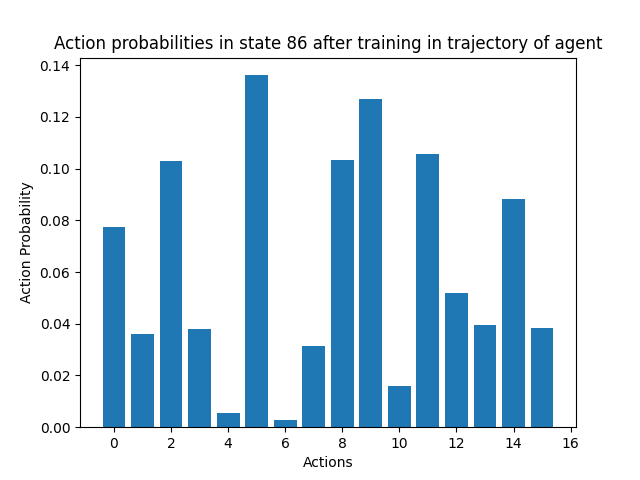 Action probabilities in state 86 after training in trajectory of agent
0.14
0.12
0.10
0.08
0.06
0.04
0.02
0.00
Action Probability
0 2 4 6 8 10 12 14 16
Actions